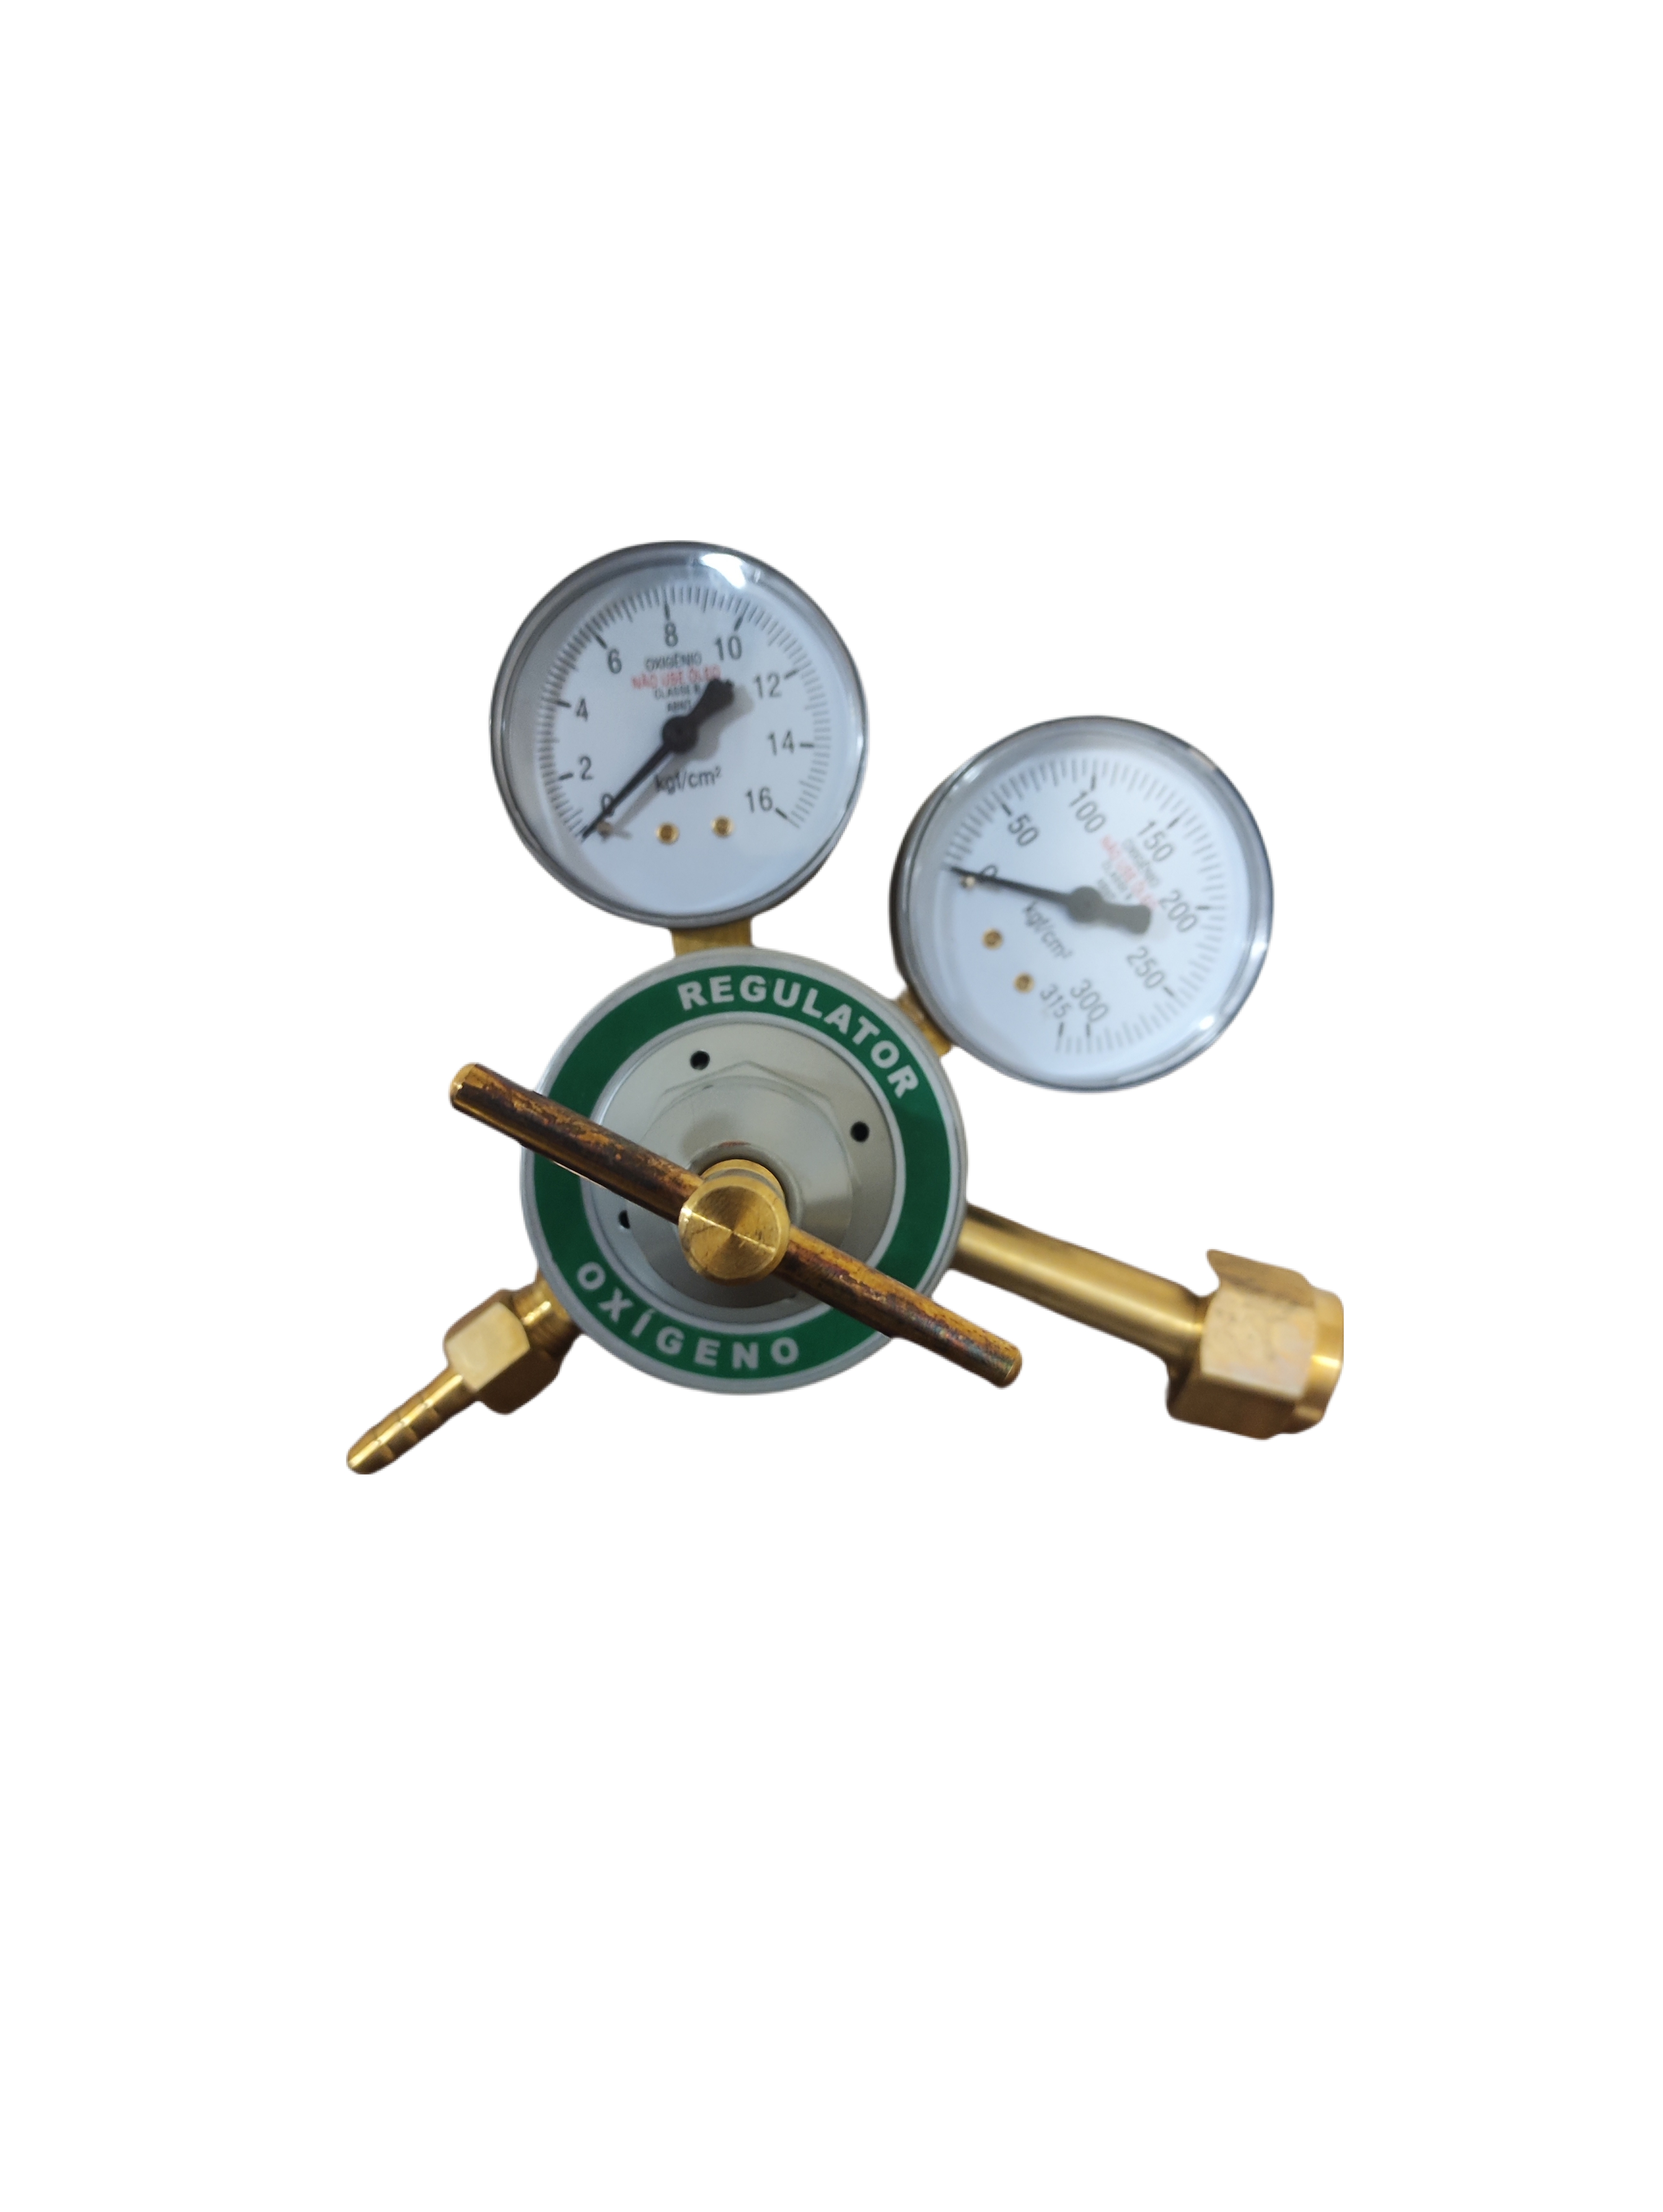 0
2
4
6
8
10
12
14
16
OXIGÊNIO
NÃO USE ÓLEO
CLASSE B
ABNT
kgf/cm²
0
50
100
150
200
250
300
315
OXIGÊNIO
NÃO USE ÓLEO
kgf/cm²
REGULATOR
OXÍGENO